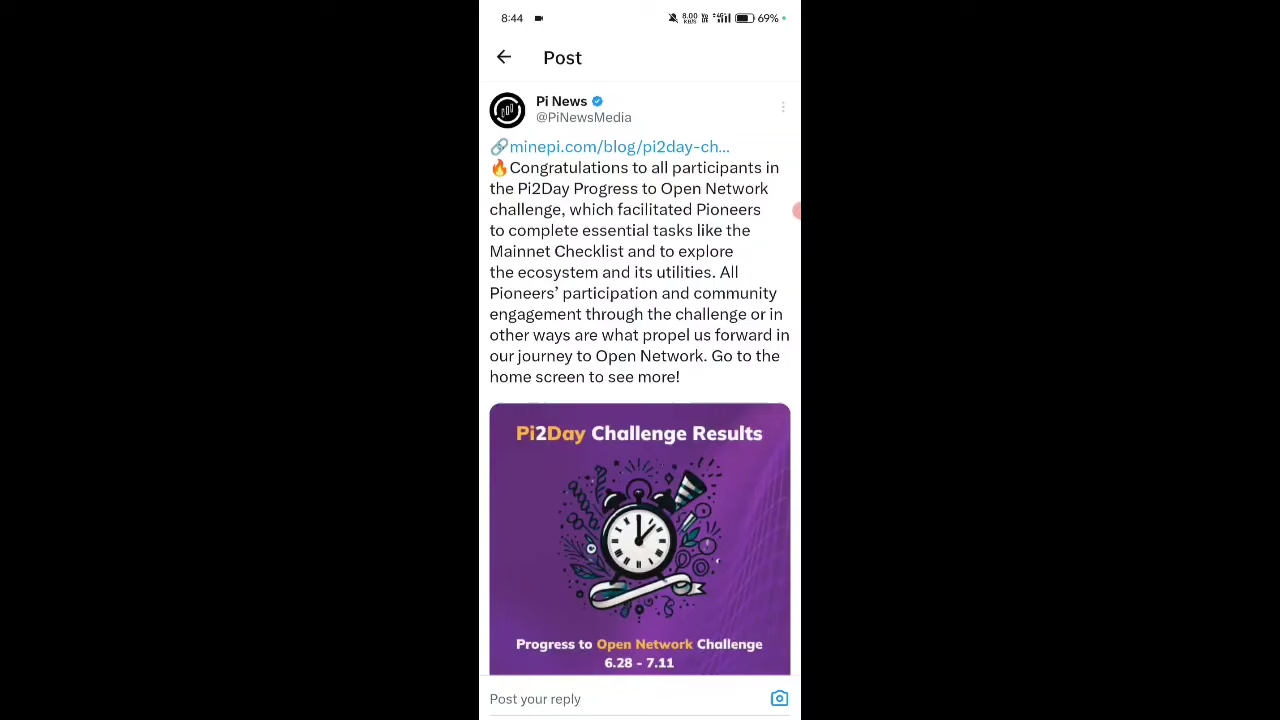 8:44 8.00 KB/S 4G 69%
Post
Pi News
@PiNewsMedia
🔗minepi.com/blog/pi2day-ch...
🔥Congratulations to all participants in
the Pi2Day Progress to Open Network
challenge, which facilitated Pioneers
to complete essential tasks like the
Mainnet Checklist and to explore
the ecosystem and its utilities. All
Pioneers’ participation and community
engagement through the challenge or in
other ways are what propel us forward in
our journey to Open Network. Go to the
home screen to see more!
Pi2Day Challenge Results
Progress to Open Network Challenge
6.28 - 7.11
Post your reply